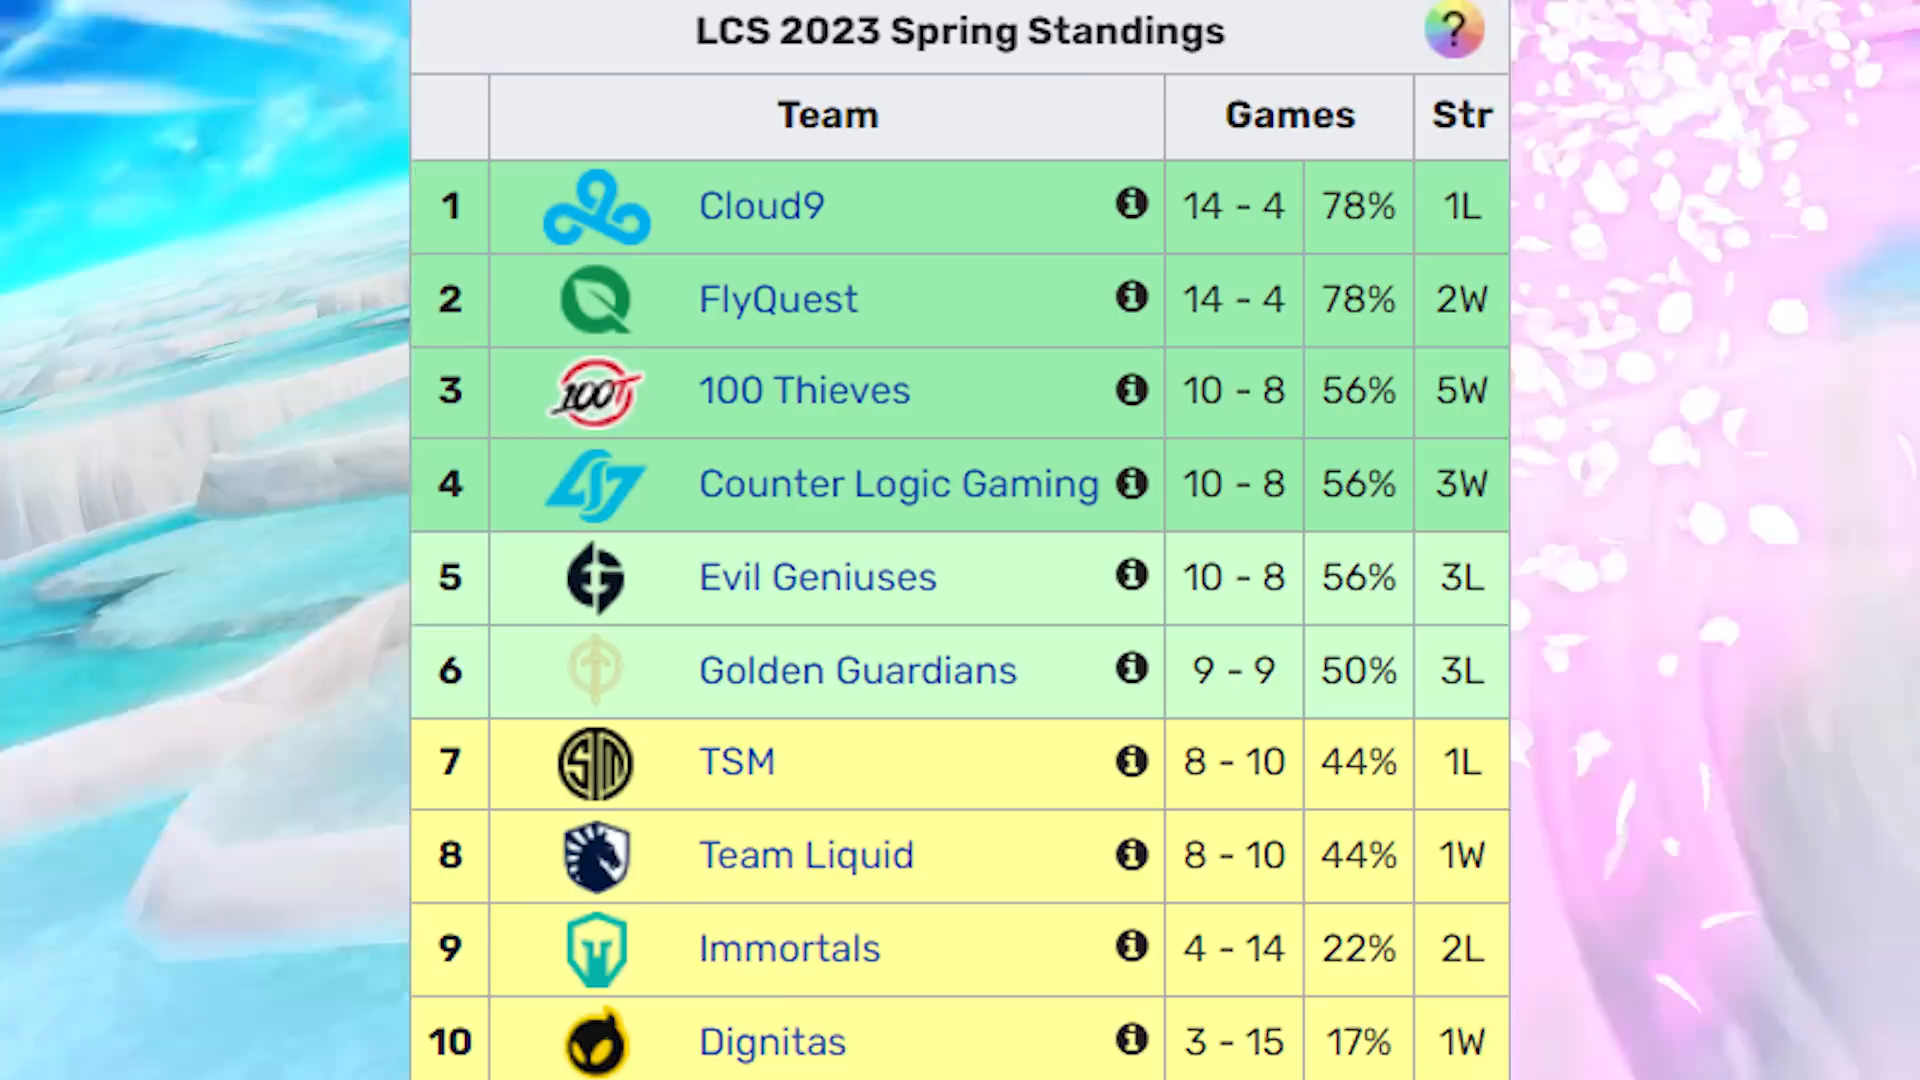 LCS 2023 Spring Standings ?
Team Games Str
1 Cloud9 14 - 4 78% 1L
2 FlyQuest 14 - 4 78% 2W
3 100T 100 Thieves 10 - 8 56% 5W
4 Counter Logic Gaming 10 - 8 56% 3W
5 Evil Geniuses 10 - 8 56% 3L
6 Golden Guardians 9 - 9 50% 3L
7 TSM TSM 8 - 10 44% 1L
8 Team Liquid 8 - 10 44% 1W
9 Immortals 4 - 14 22% 2L
10 Dignitas 3 - 15 17% 1W